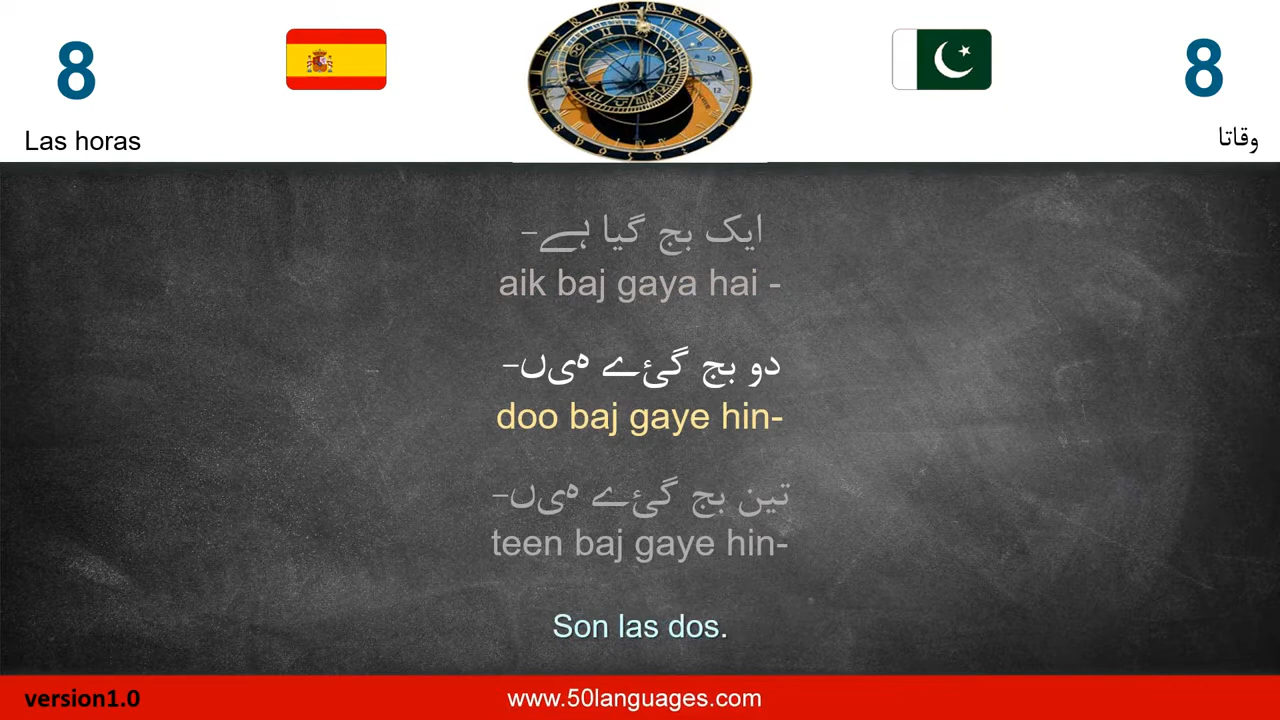 8
8
Las horas
وقاتا
ایک بج گیا ہے-
aik baj gaya hai -
دو بج گئے ہیں-
doo baj gaye hin-
تین بج گئے ہیں-
teen baj gaye hin-
Son las dos.
version1.0
www.50languages.com